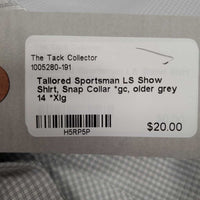 The Tack Collector
1005280-191
Tailored Sportsman LS Show
Shirt, Snap Collar *gc, older grey
14 *Xlg
H5RP5P
$20.00